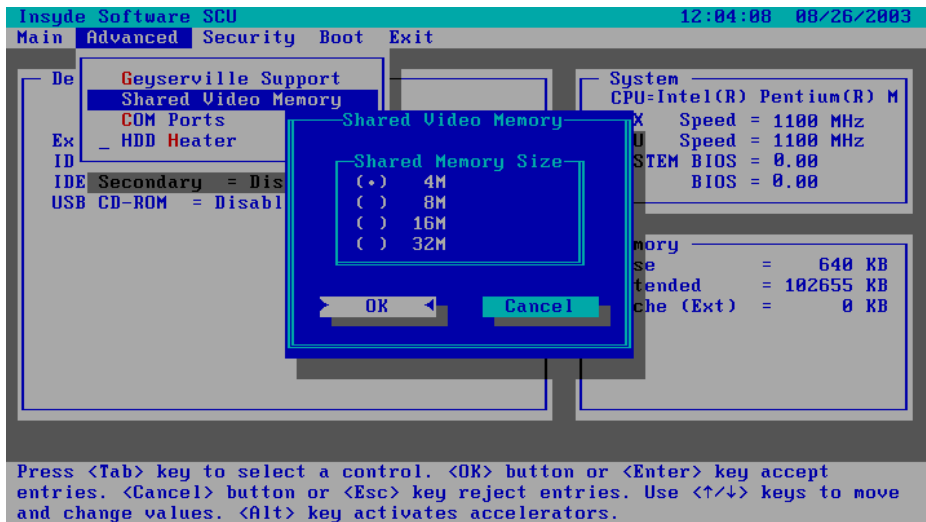 Insyde Software SCU 12:04:08 08/26/2003
Main Advanced Security Boot Exit
De
Geyserville Support
Shared Video Memory
COM Ports
_ HDD Heater
Ex
ID
IDE Secondary = Dis
USB CD-ROM = Disabl
Shared Video Memory
Shared Memory Size
(•) 4M
( ) 8M
( ) 16M
( ) 32M
OK Cancel
System
CPU=Intel(R) Pentium(R) M
X Speed = 1100 MHz
U Speed = 1100 MHz
STEM BIOS = 0.00
BIOS = 0.00
mory
se = 640 KB
tended = 102655 KB
che (Ext) = 0 KB
Press <Tab> key to select a control. <OK> button or <Enter> key accept
entries. <Cancel> button or <Esc> key reject entries. Use <↑/↓> keys to move
and change values. <Alt> key activates accelerators.